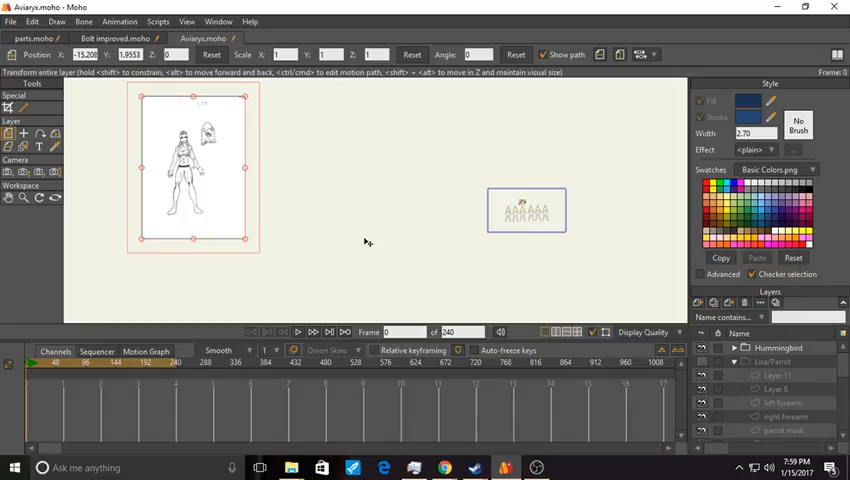 Aviaryx.moho - Moho
File Edit Draw Bone Animation Scripts View Window Help
parts.moho Bolt improved.moho Aviaryx.moho
Position X: -15.208 Y: 1.9553 Z: 0 Reset Scale X: 1 Y: 1 Z: 1 Reset Angle: 0 Reset Show path
Transform entire layer (hold <shift> to constrain, <alt> to move forward and back, <ctrl/cmd> to edit motion path, <shift> + <alt> to move in Z and maintain visual size)
Frame: 0
Tools
Special
Layer
Camera
Workspace
Style
Fill
Stroke
No Brush
Width 2.70
Effect <plain> ...
Swatches Basic Colors.png
Copy Paste Reset
Advanced Checker selection
Layers
Name contains...
Name
Hummingbird
Lisa/Parrot
Layer 11
Layer 8
left forearm
right forearm
parrot mask
Frame 0 of 240 Display Quality
Channels Sequencer Motion Graph Smooth 1 Onion Skins Relative keyframing Auto-freeze keys
48 96 144 192 240 288 336 384 432 480 528 576 624 672 720 768 816 864 912 960 1008
1 2 3 4 5 6 7 8 9 10 11 12 13 14 15 16 17
Ask me anything
7:59 PM
1/15/2017